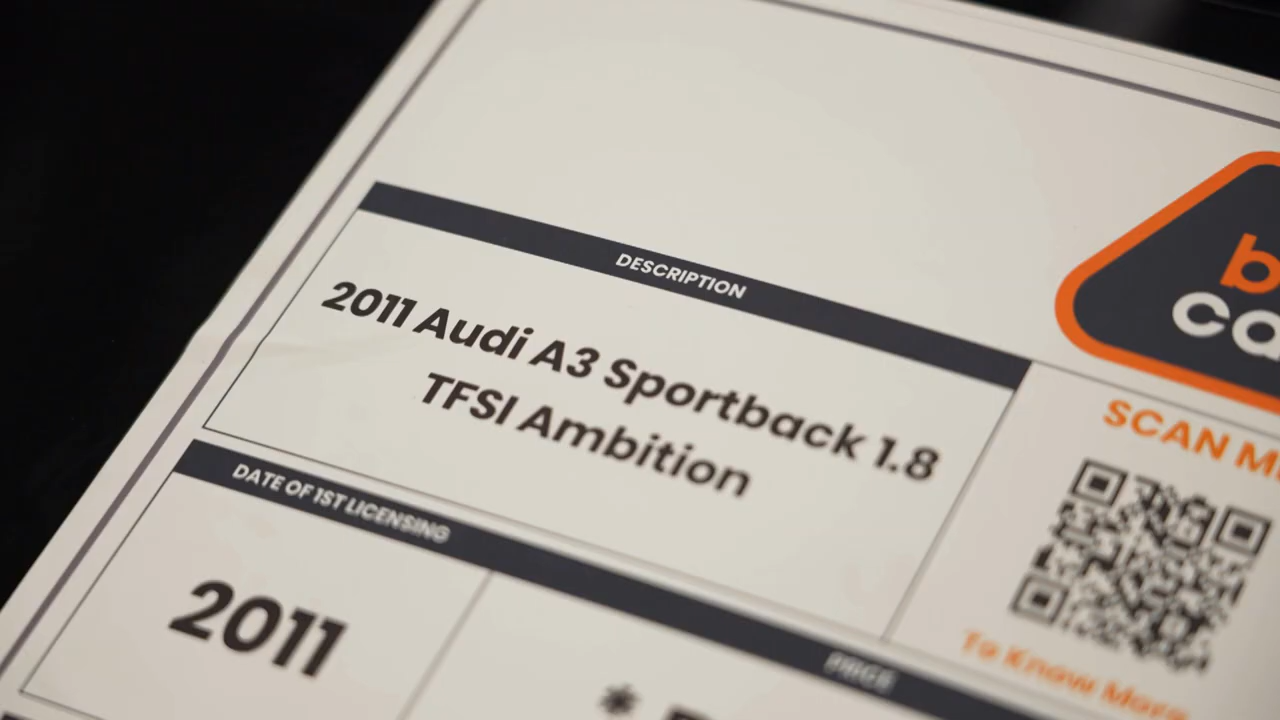 DESCRIPTION
2011 Audi A3 Sportback 1.8
TFSI Ambition
SCAN
To Know More
DATE OF 1ST LICENSING
2011
PRICE
*